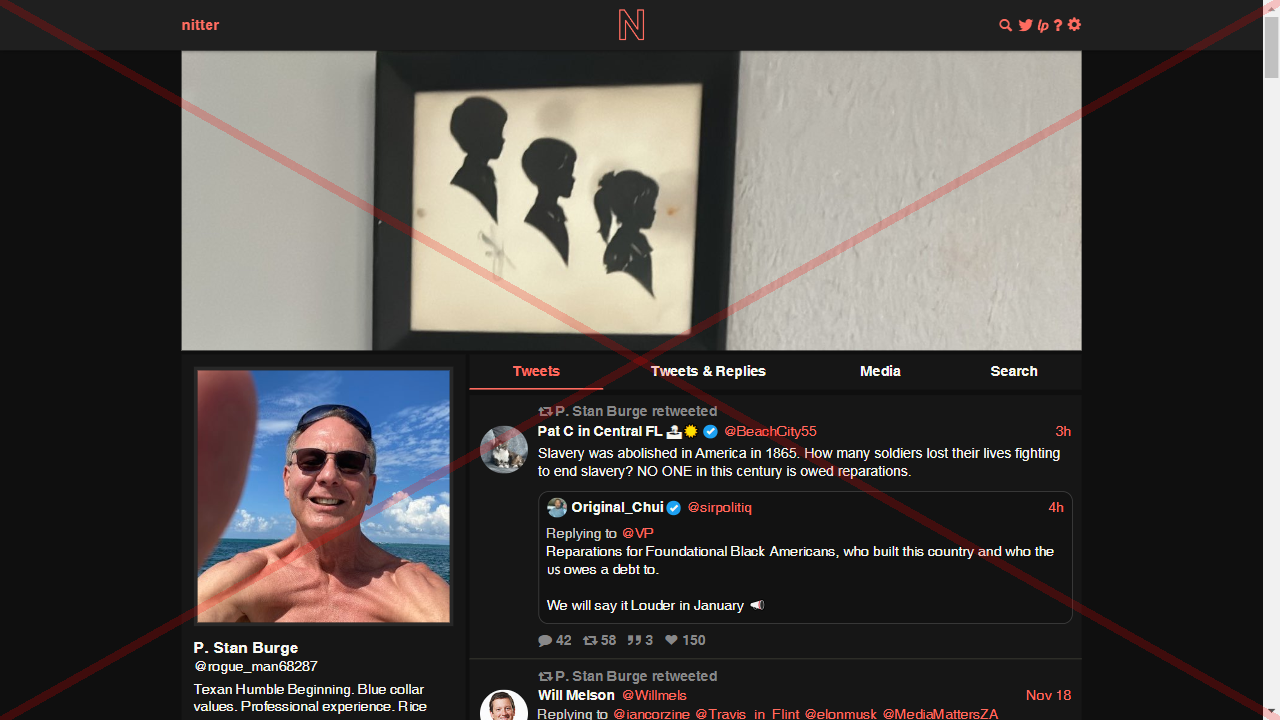 nitter
N
lp ?
Tweets
Tweets & Replies
Media
Search
P. Stan Burge retweeted
Pat C in Central FL @BeachCity55 3h
Slavery was abolished in America in 1865. How many soldiers lost their lives fighting
to end slavery? NO ONE in this century is owed reparations.
Original_Chui @sirpolitiq 4h
Replying to @VP
Reparations for Foundational Black Americans, who built this country and who the
us owes a debt to.
We will say it Louder in January
42 58 3 150
P. Stan Burge retweeted
Will Melson @Willmels Nov 18
Replying to @iancorzine @Travis_in_Flint @elonmusk @MediaMattersZA
P. Stan Burge
@rogue_man68287
Texan Humble Beginning. Blue collar
values. Professional experience. Rice